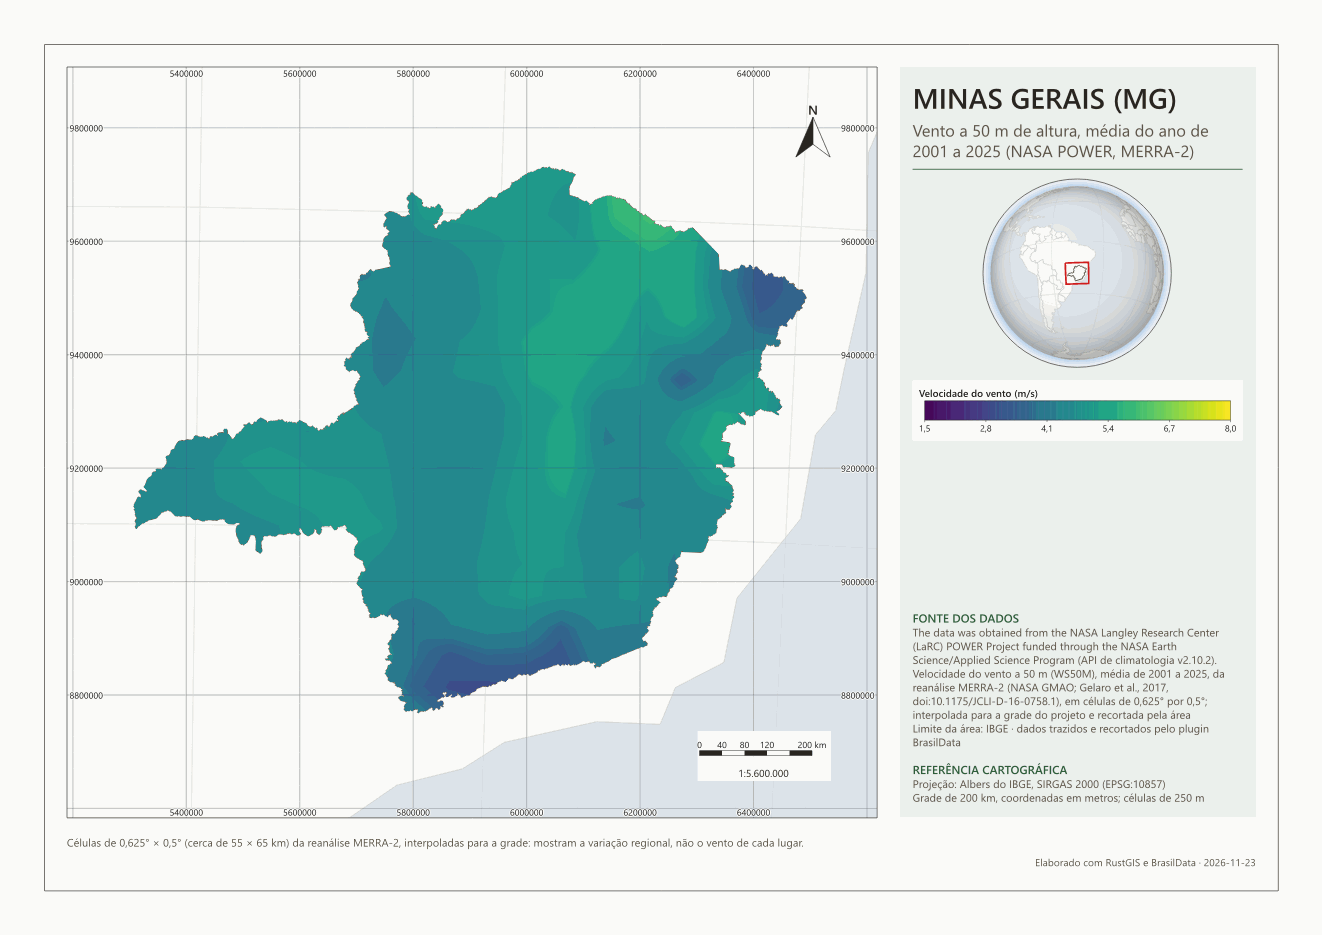 5400000 5600000 5800000 6000000 6200000 6400000
N
9800000 9800000
9600000 9600000
9400000 9400000
9200000 9200000
9000000 9000000
8800000 8800000
0 40 80 120 200 km
1:5.600.000
5400000 5600000 5800000 6000000 6200000 6400000
Células de 0,625° × 0,5° (cerca de 55 × 65 km) da reanálise MERRA-2, interpoladas para a grade: mostram a variação regional, não o vento de cada lugar.
MINAS GERAIS (MG)
Vento a 50 m de altura, média do ano de
2001 a 2025 (NASA POWER, MERRA-2)
Velocidade do vento (m/s)
1,5 2,8 4,1 5,4 6,7 8,0
FONTE DOS DADOS
The data was obtained from the NASA Langley Research Center
(LaRC) POWER Project funded through the NASA Earth
Science/Applied Science Program (API de climatologia v2.10.2).
Velocidade do vento a 50 m (WS50M), média de 2001 a 2025, da
reanálise MERRA-2 (NASA GMAO; Gelaro et al., 2017,
doi:10.1175/JCLI-D-16-0758.1), em células de 0,625° por 0,5°;
interpolada para a grade do projeto e recortada pela área
Limite da área: IBGE · dados trazidos e recortados pelo plugin
BrasilData
REFERÊNCIA CARTOGRÁFICA
Projeção: Albers do IBGE, SIRGAS 2000 (EPSG:10857)
Grade de 200 km, coordenadas em metros; células de 250 m
Elaborado com RustGIS e BrasilData · 2026-11-23